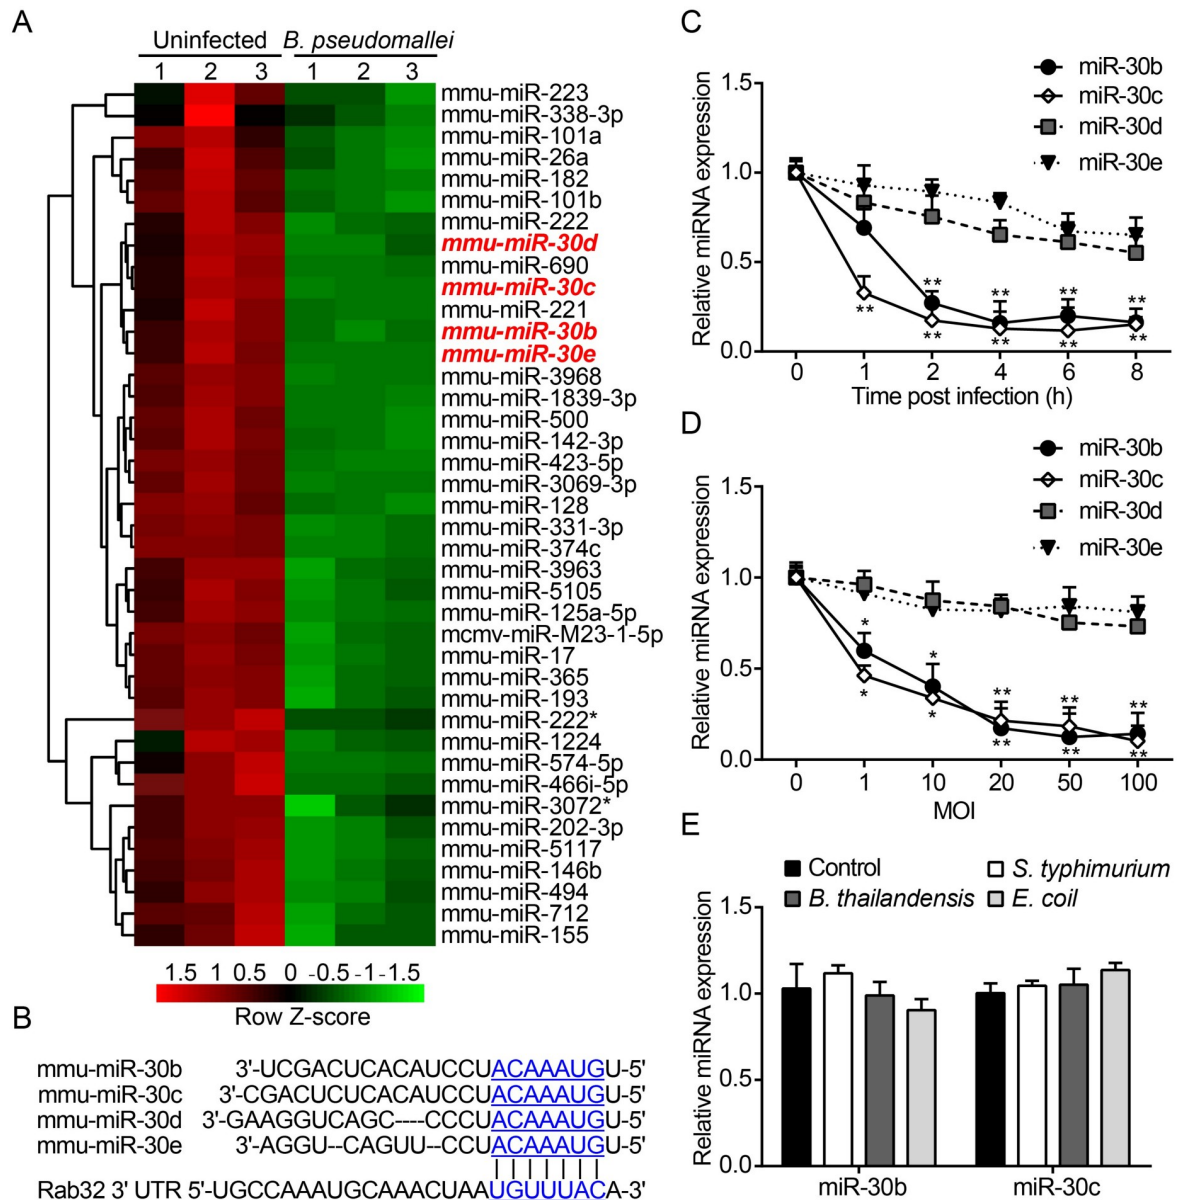 A
Uninfected B. pseudomallei
1 2 3 1 2 3
mmu-miR-223
mmu-miR-338-3p
mmu-miR-101a
mmu-miR-26a
mmu-miR-182
mmu-miR-101b
mmu-miR-222
mmu-miR-30d
mmu-miR-690
mmu-miR-30c
mmu-miR-221
mmu-miR-30b
mmu-miR-30e
mmu-miR-3968
mmu-miR-1839-3p
mmu-miR-500
mmu-miR-142-3p
mmu-miR-423-5p
mmu-miR-3069-3p
mmu-miR-128
mmu-miR-331-3p
mmu-miR-374c
mmu-miR-3963
mmu-miR-5105
mmu-miR-125a-5p
mcmv-miR-M23-1-5p
mmu-miR-17
mmu-miR-365
mmu-miR-193
mmu-miR-222*
mmu-miR-1224
mmu-miR-574-5p
mmu-miR-466i-5p
mmu-miR-3072*
mmu-miR-202-3p
mmu-miR-5117
mmu-miR-146b
mmu-miR-494
mmu-miR-712
mmu-miR-155
1.5 1 0.5 0 -0.5 -1 -1.5
Row Z-score
B
mmu-miR-30b 3'-UCGACUCACAUCCUACAAAUGU-5'
mmu-miR-30c 3'-CGACUCUCACAUCCUACAAAUGU-5'
mmu-miR-30d 3'-GAAGGUCAGC----CCCUACAAAUGU-5'
mmu-miR-30e 3'-AGGU--CAGUU--CCUACAAAUGU-5'
Rab32 3' UTR 5'-UGCCAAAUGCAAACUAAUGUUUACA-3'
C
miR-30b
miR-30c
miR-30d
miR-30e
Relative miRNA expression
1.5
1.0
0.5
0.0
** ** ** **
** ** ** ** **
0 1 2 4 6 8
Time post infection (h)
D
miR-30b
miR-30c
miR-30d
miR-30e
Relative miRNA expression
1.5
1.0
0.5
0.0
* * ** ** **
* * ** ** **
0 1 10 20 50 100
MOI
E
Control S. typhimurium
B. thailandensis E. coil
Relative miRNA expression
1.5
1.0
0.5
0.0
miR-30b miR-30c